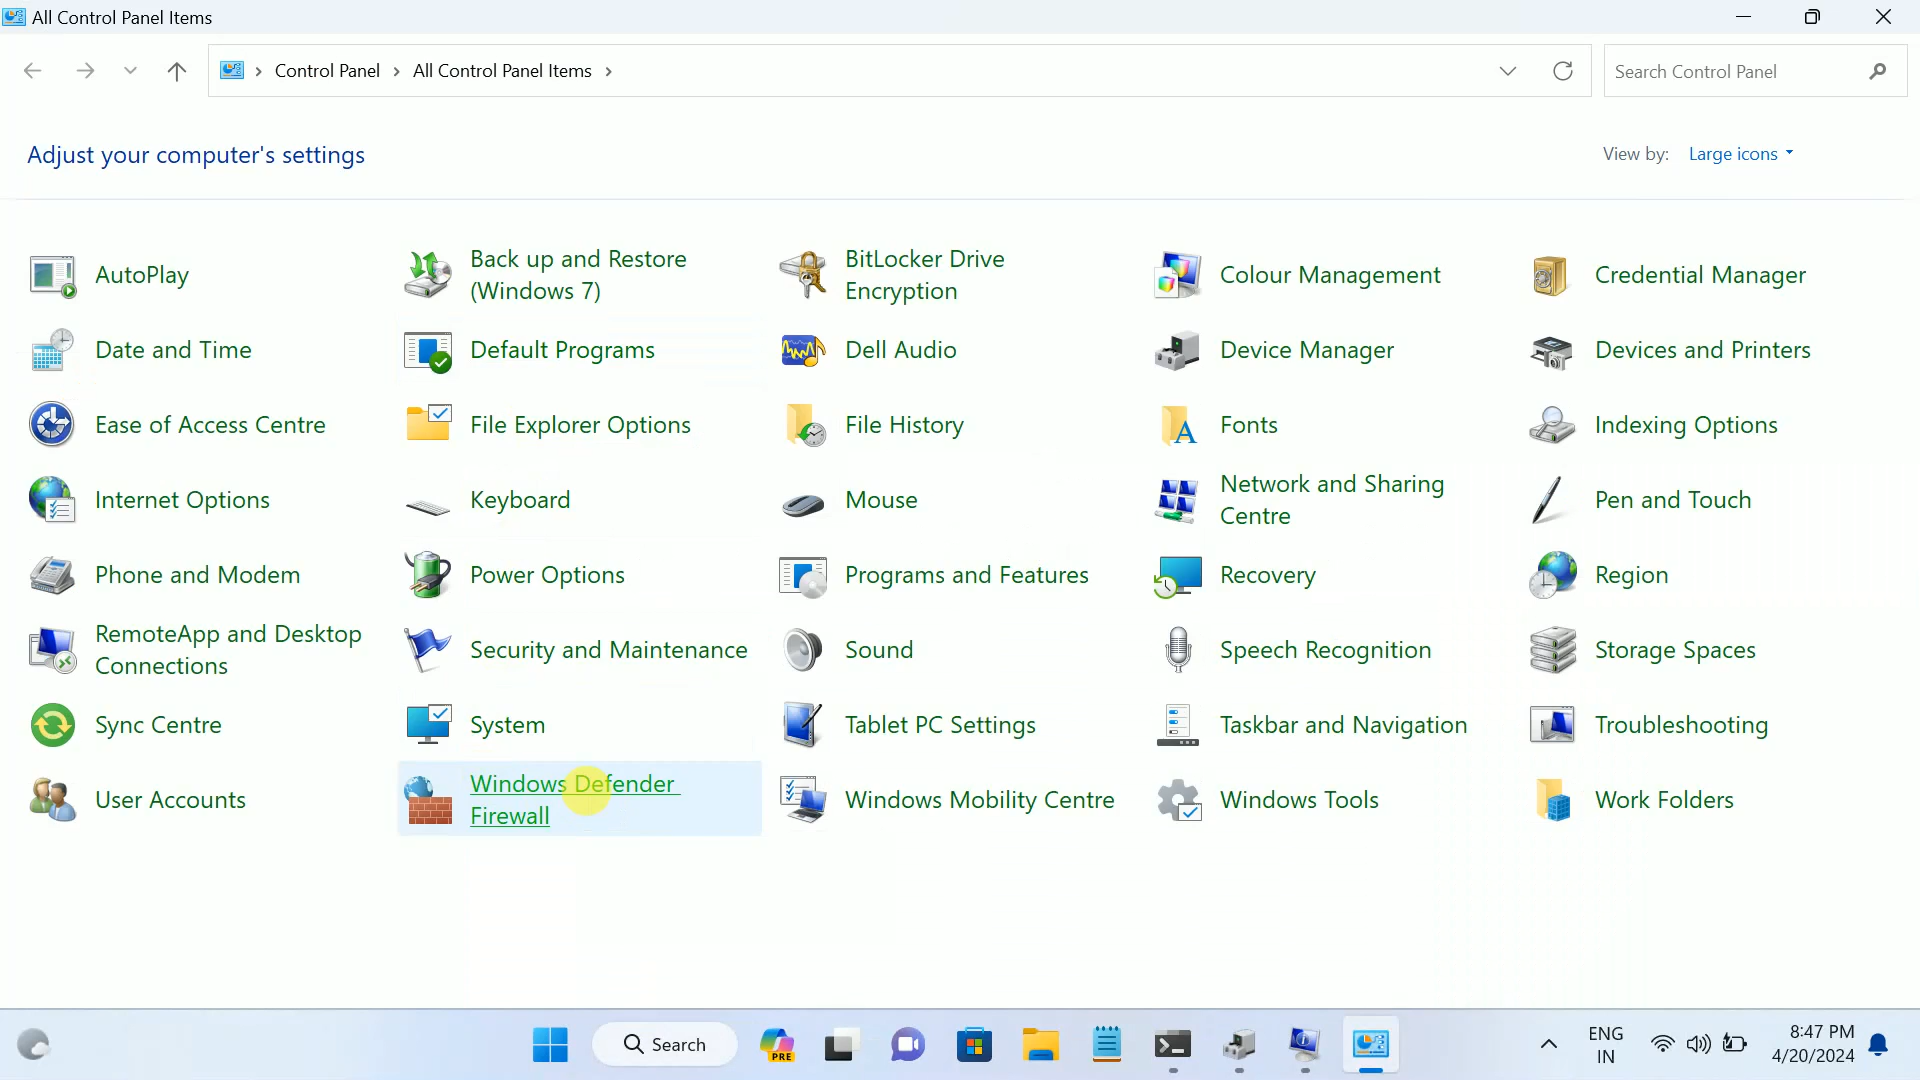 All Control Panel Items
Control Panel
All Control Panel Items
Search Control Panel
Adjust your computer's settings
View by:
Large icons
AutoPlay
Back up and Restore
(Windows 7)
BitLocker Drive
Encryption
Colour Management
Credential Manager
Date and Time
Default Programs
Dell Audio
Device Manager
Devices and Printers
Ease of Access Centre
File Explorer Options
File History
Fonts
Indexing Options
Internet Options
Keyboard
Mouse
Network and Sharing
Centre
Pen and Touch
Phone and Modem
Power Options
Programs and Features
Recovery
Region
RemoteApp and Desktop
Connections
Security and Maintenance
Sound
Speech Recognition
Storage Spaces
Sync Centre
System
Tablet PC Settings
Taskbar and Navigation
Troubleshooting
User Accounts
Windows Defender
Firewall
Windows Mobility Centre
Windows Tools
Work Folders
Search
PRE
ENG
IN
8:47 PM
4/20/2024